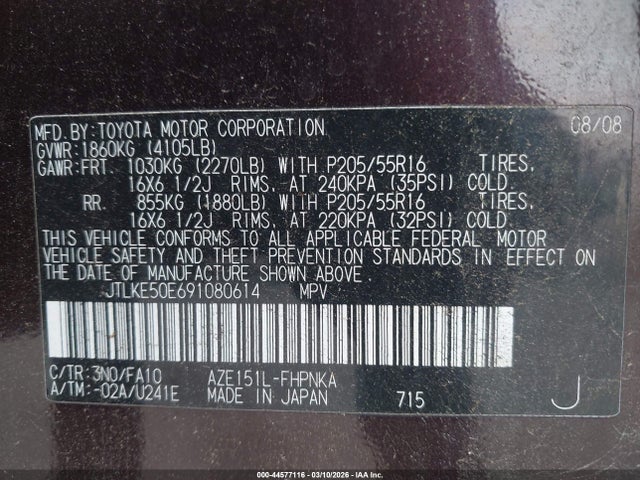 MFD.BY:TOYOTA MOTOR CORPORATION 08/08
GVWR:1860KG (4105LB)
GAWR:FRT. 1030KG (2270LB) WITH P205/55R16 TIRES,
16X6 1/2J RIMS, AT 240KPA (35PSI) COLD.
RR. 855KG (1880LB) WITH P205/55R16 TIRES,
16X6 1/2J RIMS, AT 220KPA (32PSI) COLD.
THIS VEHICLE CONFORMS TO ALL APPLICABLE FEDERAL MOTOR
VEHICLE SAFETY AND THEFT PREVENTION STANDARDS IN EFFECT ON
THE DATE OF MANUFACTURE SHOWN ABOVE.
JTLKE50E691080614 MPV
C/TR: 3N0/FA10 AZE151L-FHPNKA
A/TM: -02A/U241E MADE IN JAPAN 715 J
000-44577116 - 03/10/2026 - IAA Inc.